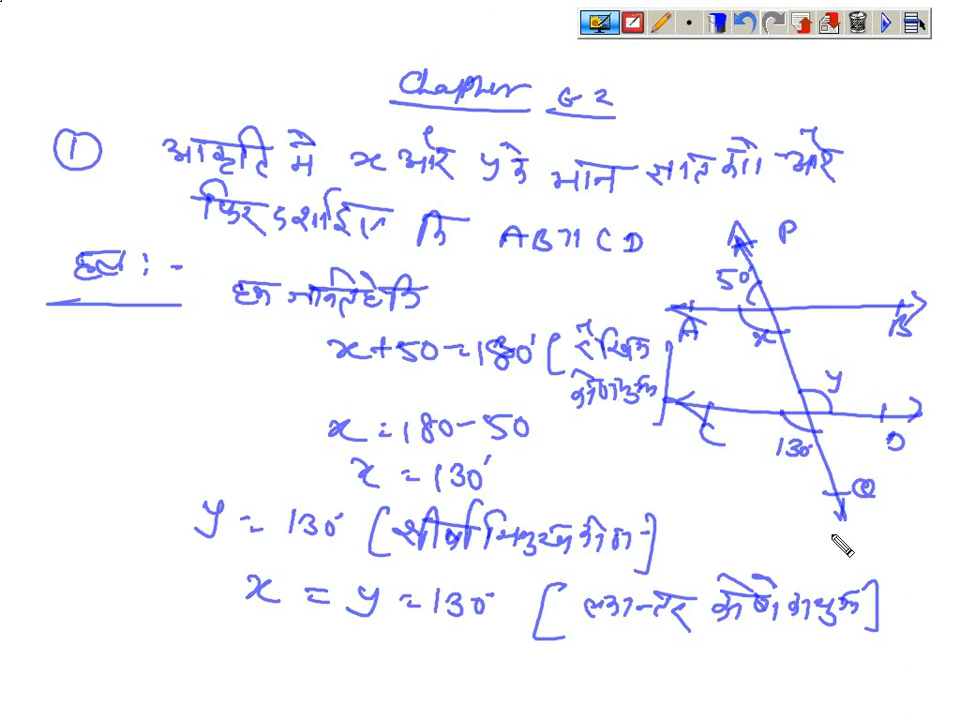 Chapter 6.2
① आकृति में x और y के मान ज्ञात करो और
फिर दर्शाइए कि AB॥CD
हल :-
हम जानते है कि
x+50=180° [रैखिक
कोण युग्म]
x=180-50
x=130°
y=130° [शीर्षाभिमुख कोण]
x=y=130° [एकान्तर कोण युग्म]
P
50°
A
B
x
y
C
D
130°
Q